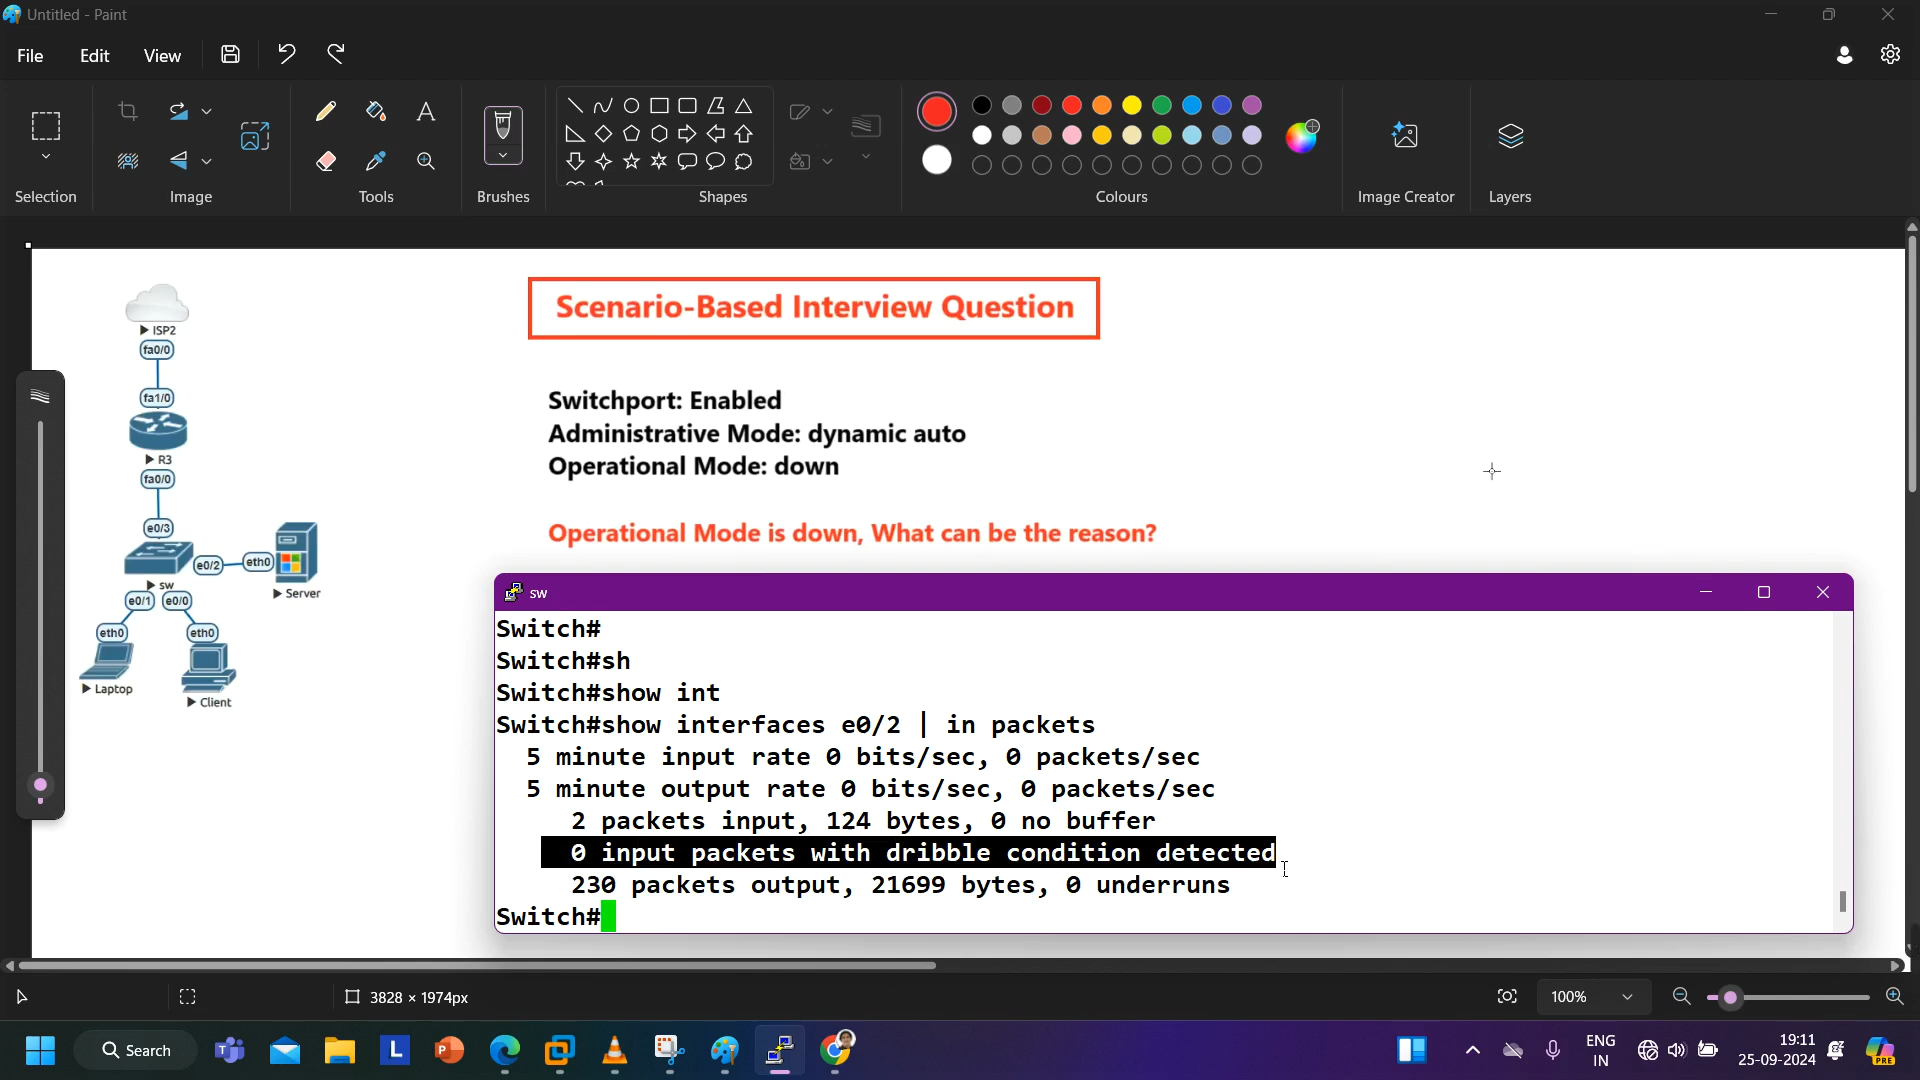 Untitled - Paint
File
Edit
View
Selection
Image
Tools
Brushes
Shapes
Colours
Image Creator
Layers
ISP2
fa0/0
fa1/0
R3
fa0/0
e0/3
e0/2
eth0
sw
Server
e0/1
e0/0
eth0
eth0
Laptop
Client
Scenario-Based Interview Question
Switchport: Enabled
Administrative Mode: dynamic auto
Operational Mode: down
Operational Mode is down, What can be the reason?
sw
Switch#
Switch#sh
Switch#show int
Switch#show interfaces e0/2 | in packets
5 minute input rate 0 bits/sec, 0 packets/sec
5 minute output rate 0 bits/sec, 0 packets/sec
2 packets input, 124 bytes, 0 no buffer
0 input packets with dribble condition detected
230 packets output, 21699 bytes, 0 underruns
Switch#
3828 × 1974px
100%
Search
ENG
IN
19:11
25-09-2024
PRE